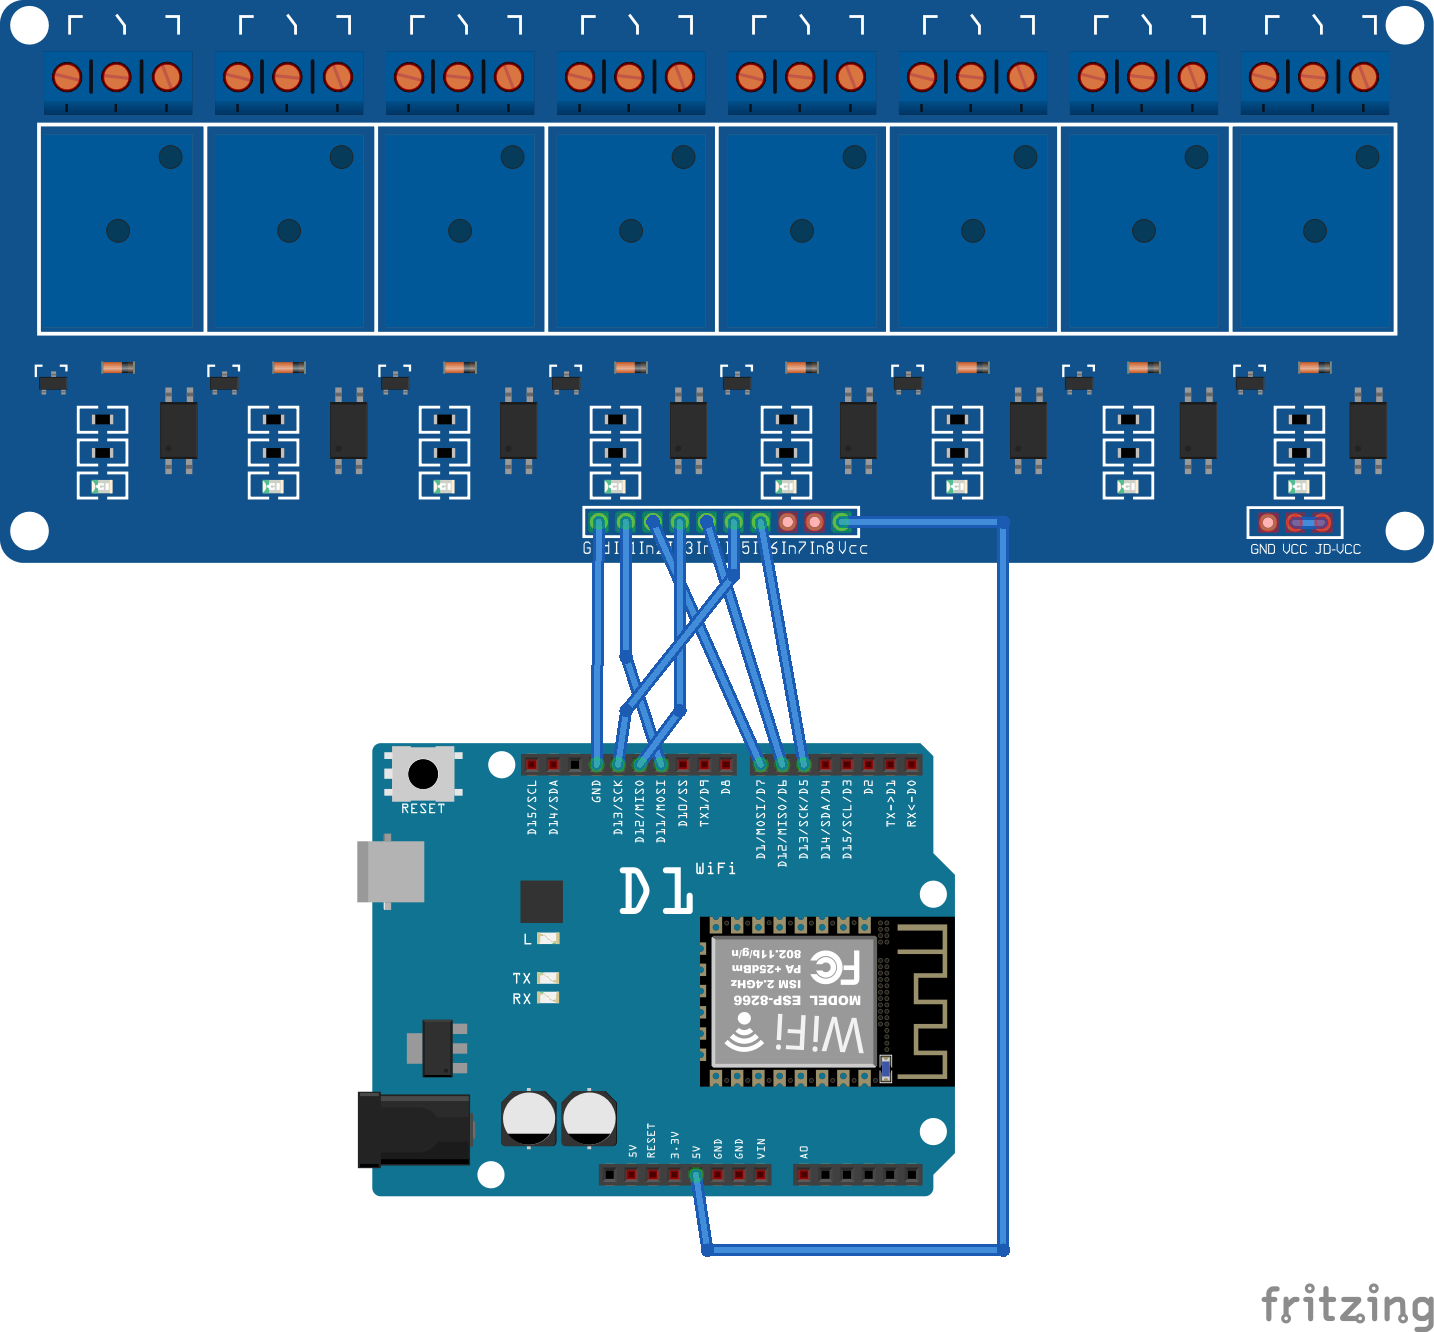 Gnd In1 In2 In3 In4 In5 In6 In7 In8 Vcc
GND VCC JD-VCC
RESET
D15/SCL
D14/SDA
GND
D13/SCK
D12/MISO
D11/MOSI
D10/SS
TX1/D9
D8
D1/MOSI/D7
D12/MISO/D6
D13/SCK/D5
D14/SDA/D4
D15/SCL/D3
D2
TX->D1
RX<-D0
D1 WiFi
L
TX
RX
WiFi
MODEL ESP-8266
ISM 2.4GHz
PA +25dBm
802.11b/g/n
FC
5V
RESET
3.3V
5V
GND
GND
VIN
A0
fritzing